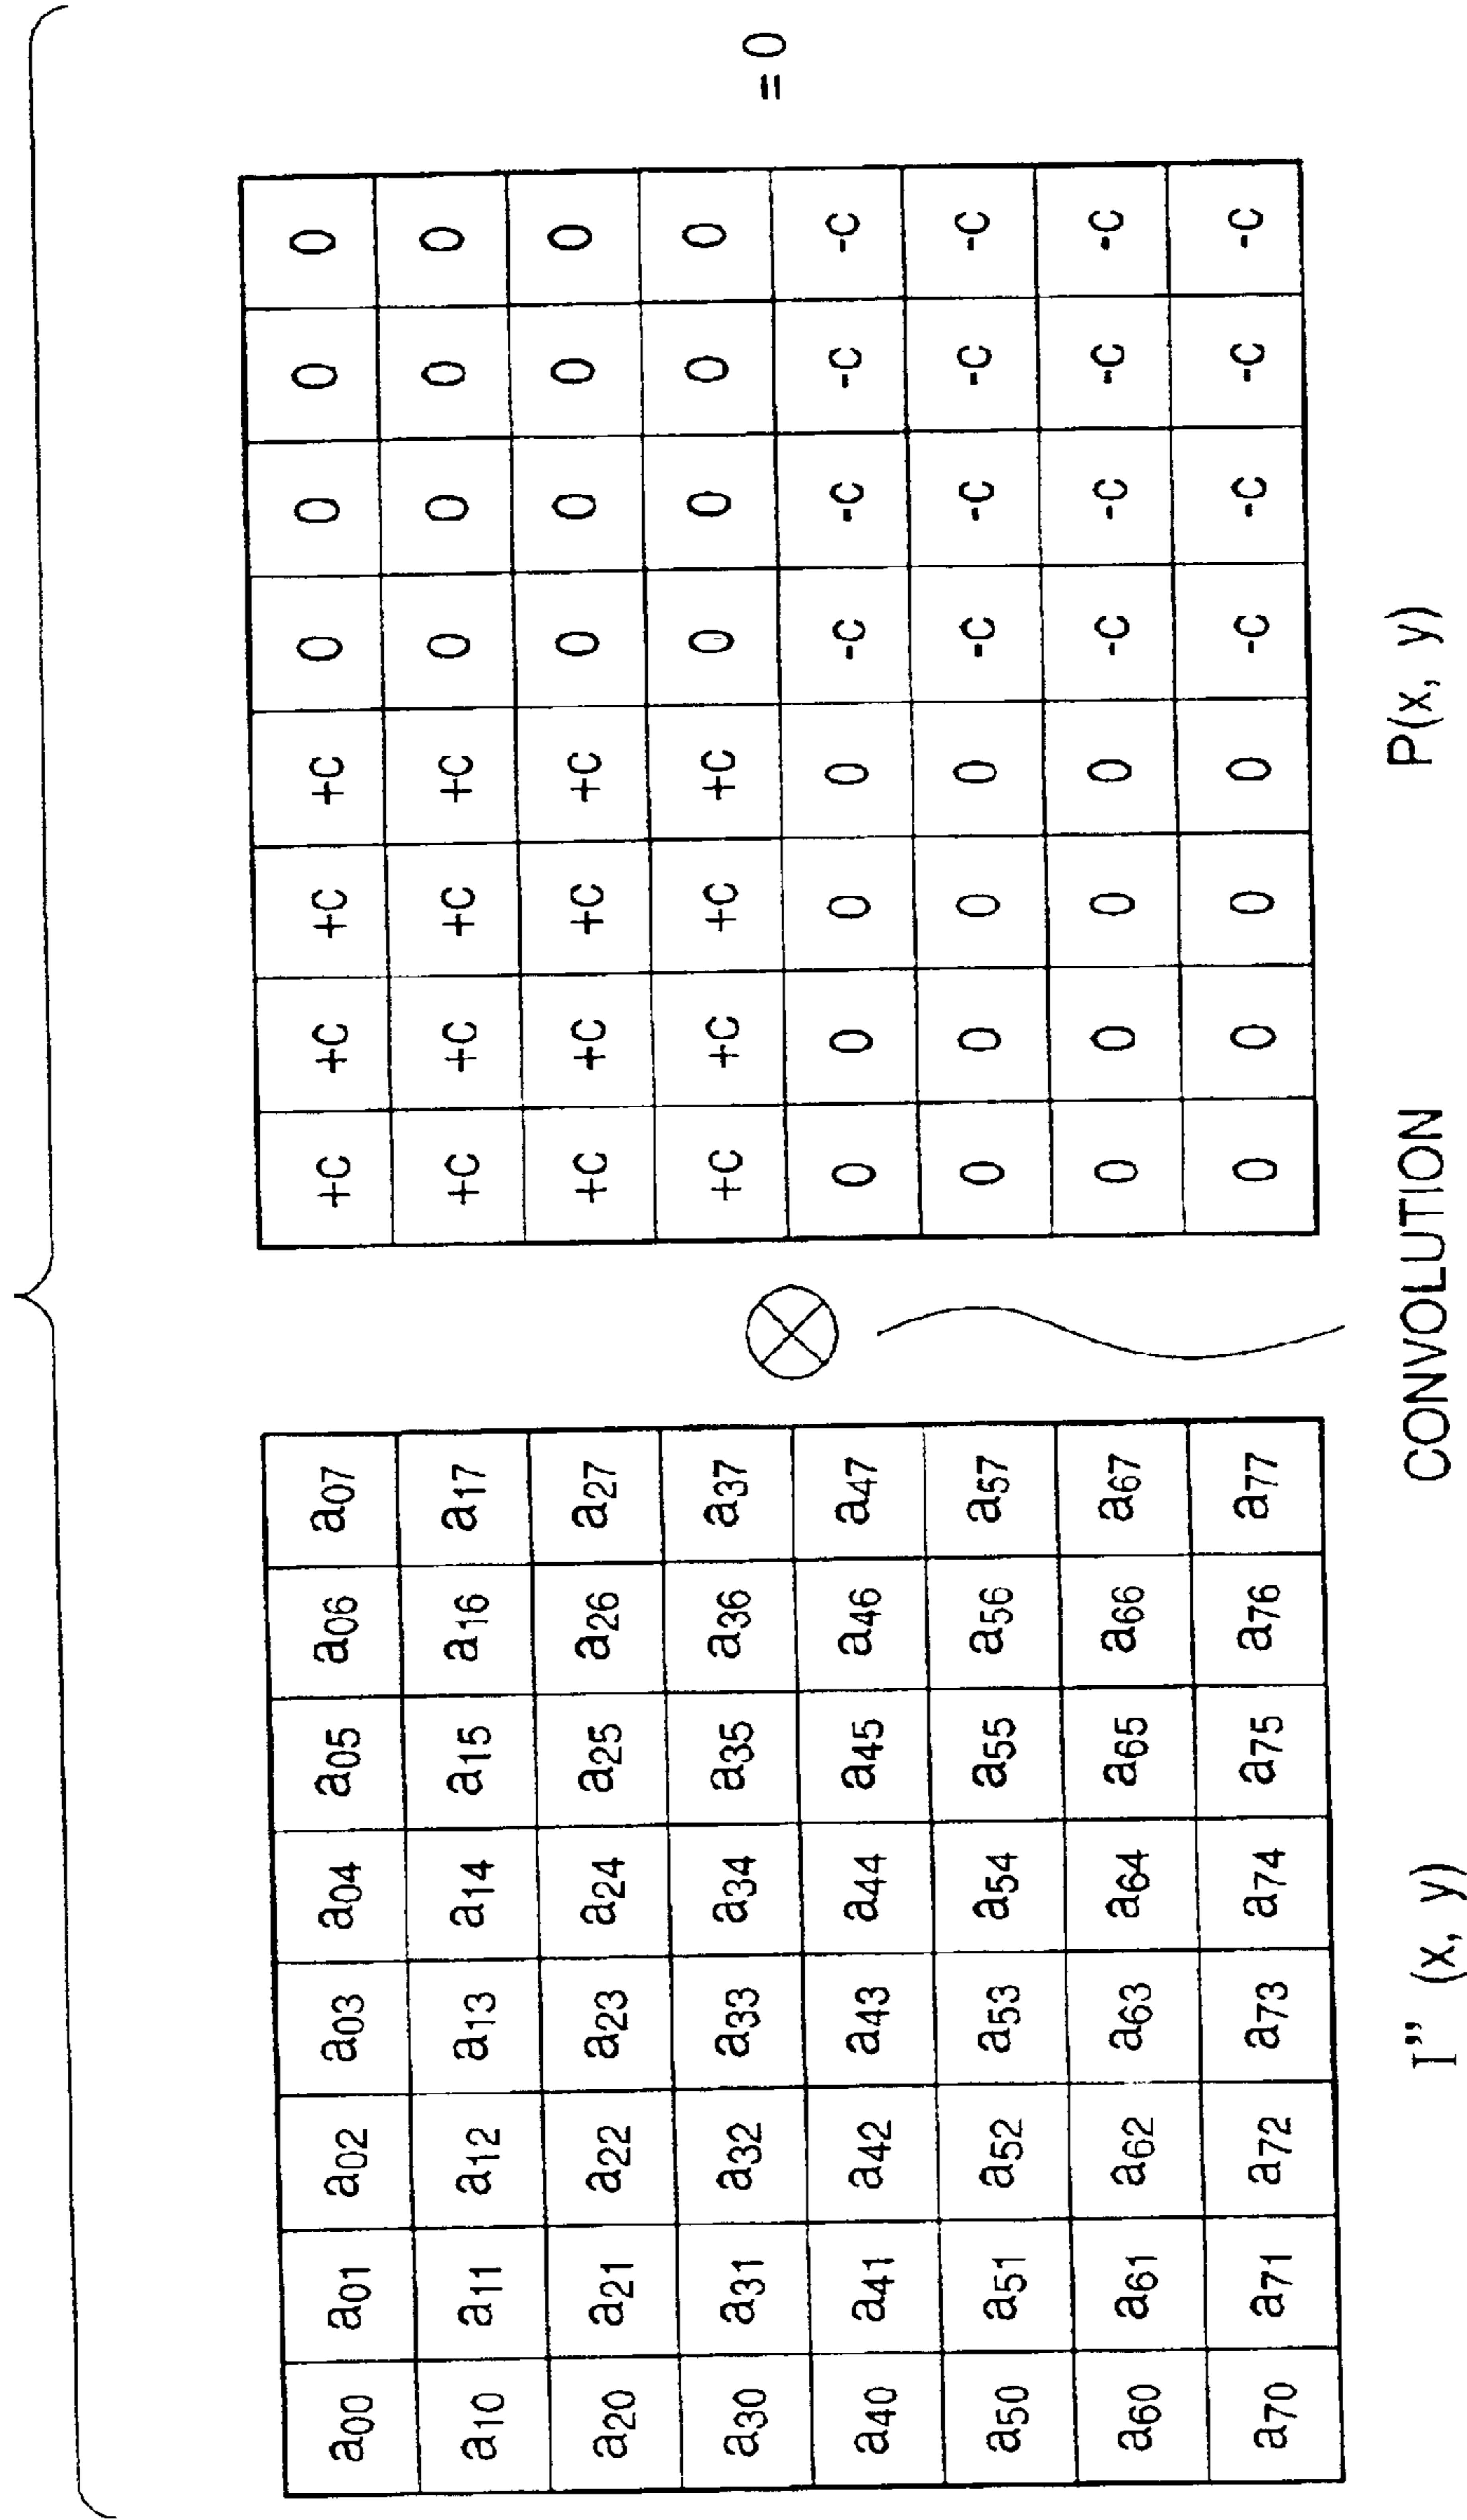 a00 a01 a02 a03 a04 a05 a06 a07
a10 a11 a12 a13 a14 a15 a16 a17
a20 a21 a22 a23 a24 a25 a26 a27
a30 a31 a32 a33 a34 a35 a36 a37
a40 a41 a42 a43 a44 a45 a46 a47
a50 a51 a52 a53 a54 a55 a56 a57
a60 a61 a62 a63 a64 a65 a66 a67
a70 a71 a72 a73 a74 a75 a76 a77
I” (x, y)
⊗
CONVOLUTION
+C +C +C +C 0 0 0 0
+C +C +C +C 0 0 0 0
+C +C +C +C 0 0 0 0
+C +C +C +C 0 0 0 0
0 0 0 0 -C -C -C -C
0 0 0 0 -C -C -C -C
0 0 0 0 -C -C -C -C
0 0 0 0 -C -C -C -C
P(x, y)
= 0